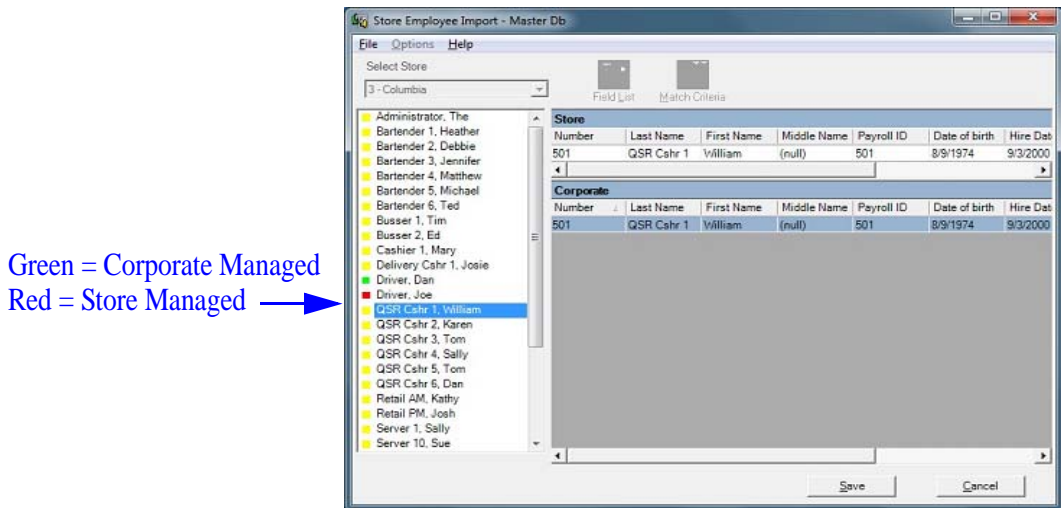 Store Employee Import - Master Db
File Options Help
Select Store
3 - Columbia
Field List Match Criteria
Administrator, The
Bartender 1, Heather
Bartender 2, Debbie
Bartender 3, Jennifer
Bartender 4, Matthew
Bartender 5, Michael
Bartender 6, Ted
Busser 1, Tim
Busser 2, Ed
Cashier 1, Mary
Delivery Cshr 1, Josie
Driver, Dan
Driver, Joe
QSR Cshr 1, William
QSR Cshr 2, Karen
QSR Cshr 3, Tom
QSR Cshr 4, Sally
QSR Cshr 5, Tom
QSR Cshr 6, Dan
Retail AM, Kathy
Retail PM, Josh
Server 1, Sally
Server 10, Sue
Store
Number Last Name First Name Middle Name Payroll ID Date of birth Hire Dat
501 QSR Cshr 1 William (null) 501 8/9/1974 9/3/2000
Corporate
Number Last Name First Name Middle Name Payroll ID Date of birth Hire Dat
501 QSR Cshr 1 William (null) 501 8/9/1974 9/3/2000
Save Cancel
Green = Corporate Managed
Red = Store Managed